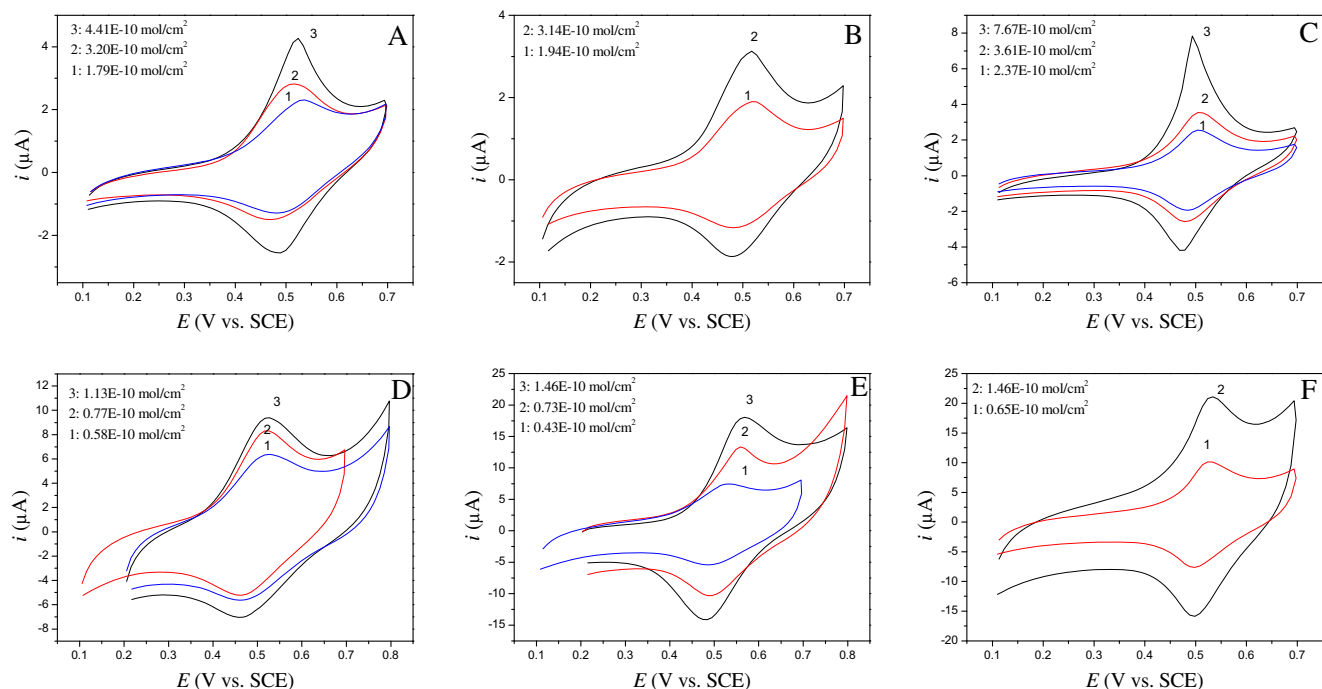 A
3: 4.41E-10 mol/cm²
2: 3.20E-10 mol/cm²
1: 1.79E-10 mol/cm²
3
2
1
4
2
0
-2
0.1 0.2 0.3 0.4 0.5 0.6 0.7
i (µA)
E (V vs. SCE)
B
2: 3.14E-10 mol/cm²
1: 1.94E-10 mol/cm²
2
1
4
2
0
-2
0.1 0.2 0.3 0.4 0.5 0.6 0.7
i (µA)
E (V vs. SCE)
C
3: 7.67E-10 mol/cm²
2: 3.61E-10 mol/cm²
1: 2.37E-10 mol/cm²
3
2
1
8
6
4
2
0
-2
-4
-6
0.1 0.2 0.3 0.4 0.5 0.6 0.7
i (µA)
E (V vs. SCE)
D
3: 1.13E-10 mol/cm²
2: 0.77E-10 mol/cm²
1: 0.58E-10 mol/cm²
3
2
1
12
10
8
6
4
2
0
-2
-4
-6
-8
0.1 0.2 0.3 0.4 0.5 0.6 0.7 0.8
i (µA)
E (V vs. SCE)
E
3: 1.46E-10 mol/cm²
2: 0.73E-10 mol/cm²
1: 0.43E-10 mol/cm²
3
2
1
25
20
15
10
5
0
-5
-10
-15
0.1 0.2 0.3 0.4 0.5 0.6 0.7 0.8
i (µA)
E (V vs. SCE)
F
2: 1.46E-10 mol/cm²
1: 0.65E-10 mol/cm²
2
1
25
20
15
10
5
0
-5
-10
-15
-20
0.1 0.2 0.3 0.4 0.5 0.6 0.7
i (µA)
E (V vs. SCE)